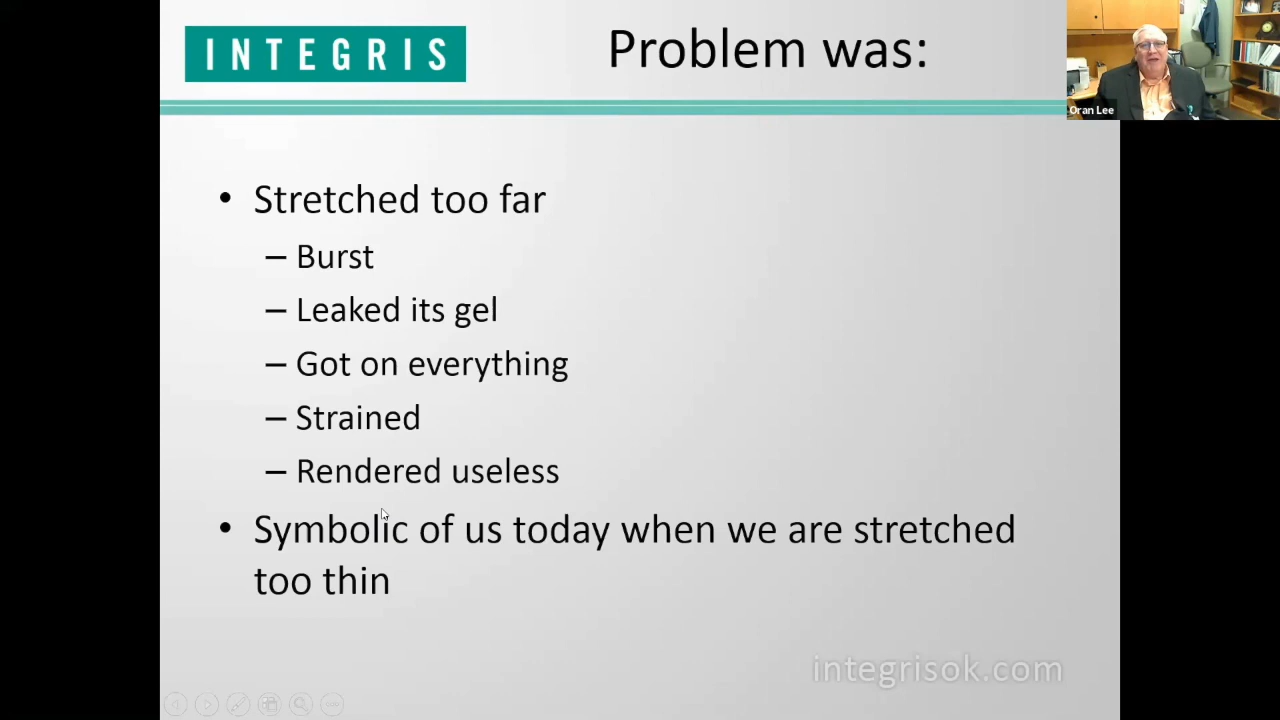 INTEGRIS
Problem was:
Oran Lee
• Stretched too far
– Burst
– Leaked its gel
– Got on everything
– Strained
– Rendered useless
• Symbolic of us today when we are stretched
too thin
integrisok.com